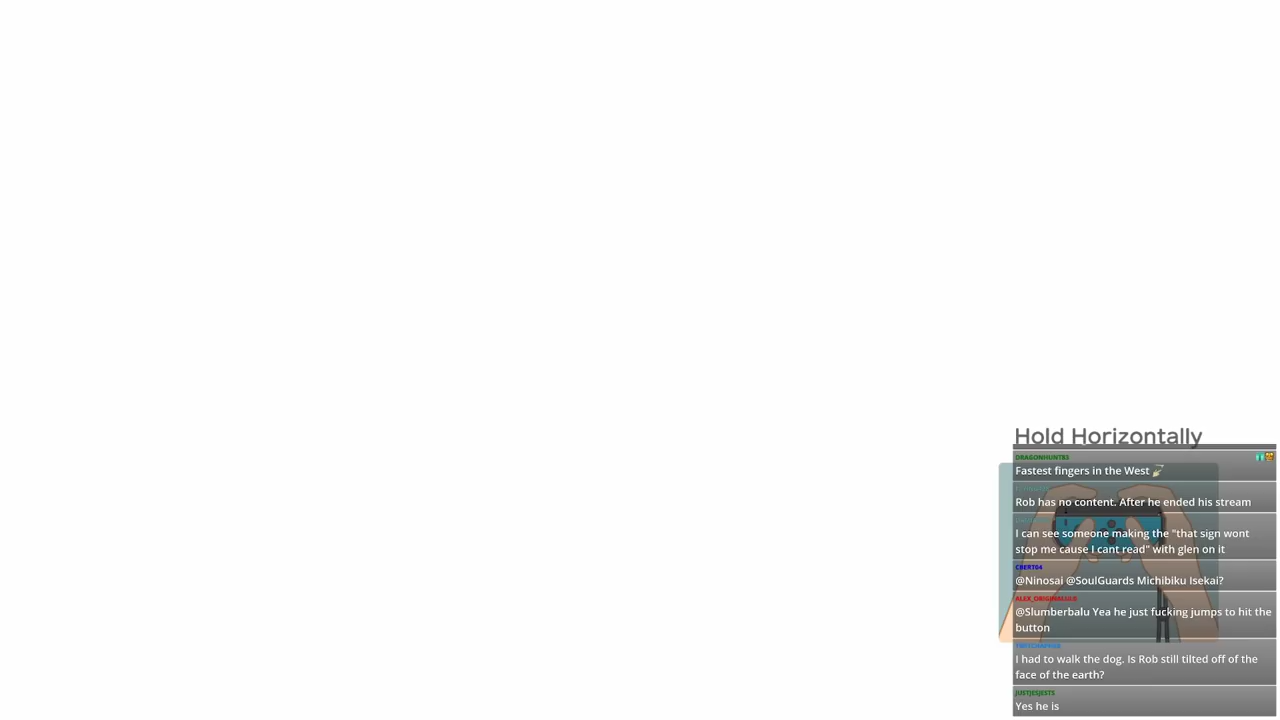 Hold Horizontally
DRAGONHUNT83
Fastest fingers in the West
Rob has no content. After he ended his stream
I can see someone making the "that sign wont
stop me cause I cant read" with glen on it
CBERT04
@Ninosai @SoulGuards Michibiku Isekai?
@Slumberbalu Yea he just fucking jumps to hit the
button
I had to walk the dog. Is Rob still tilted off of the
face of the earth?
JUSTJESJESTS
Yes he is